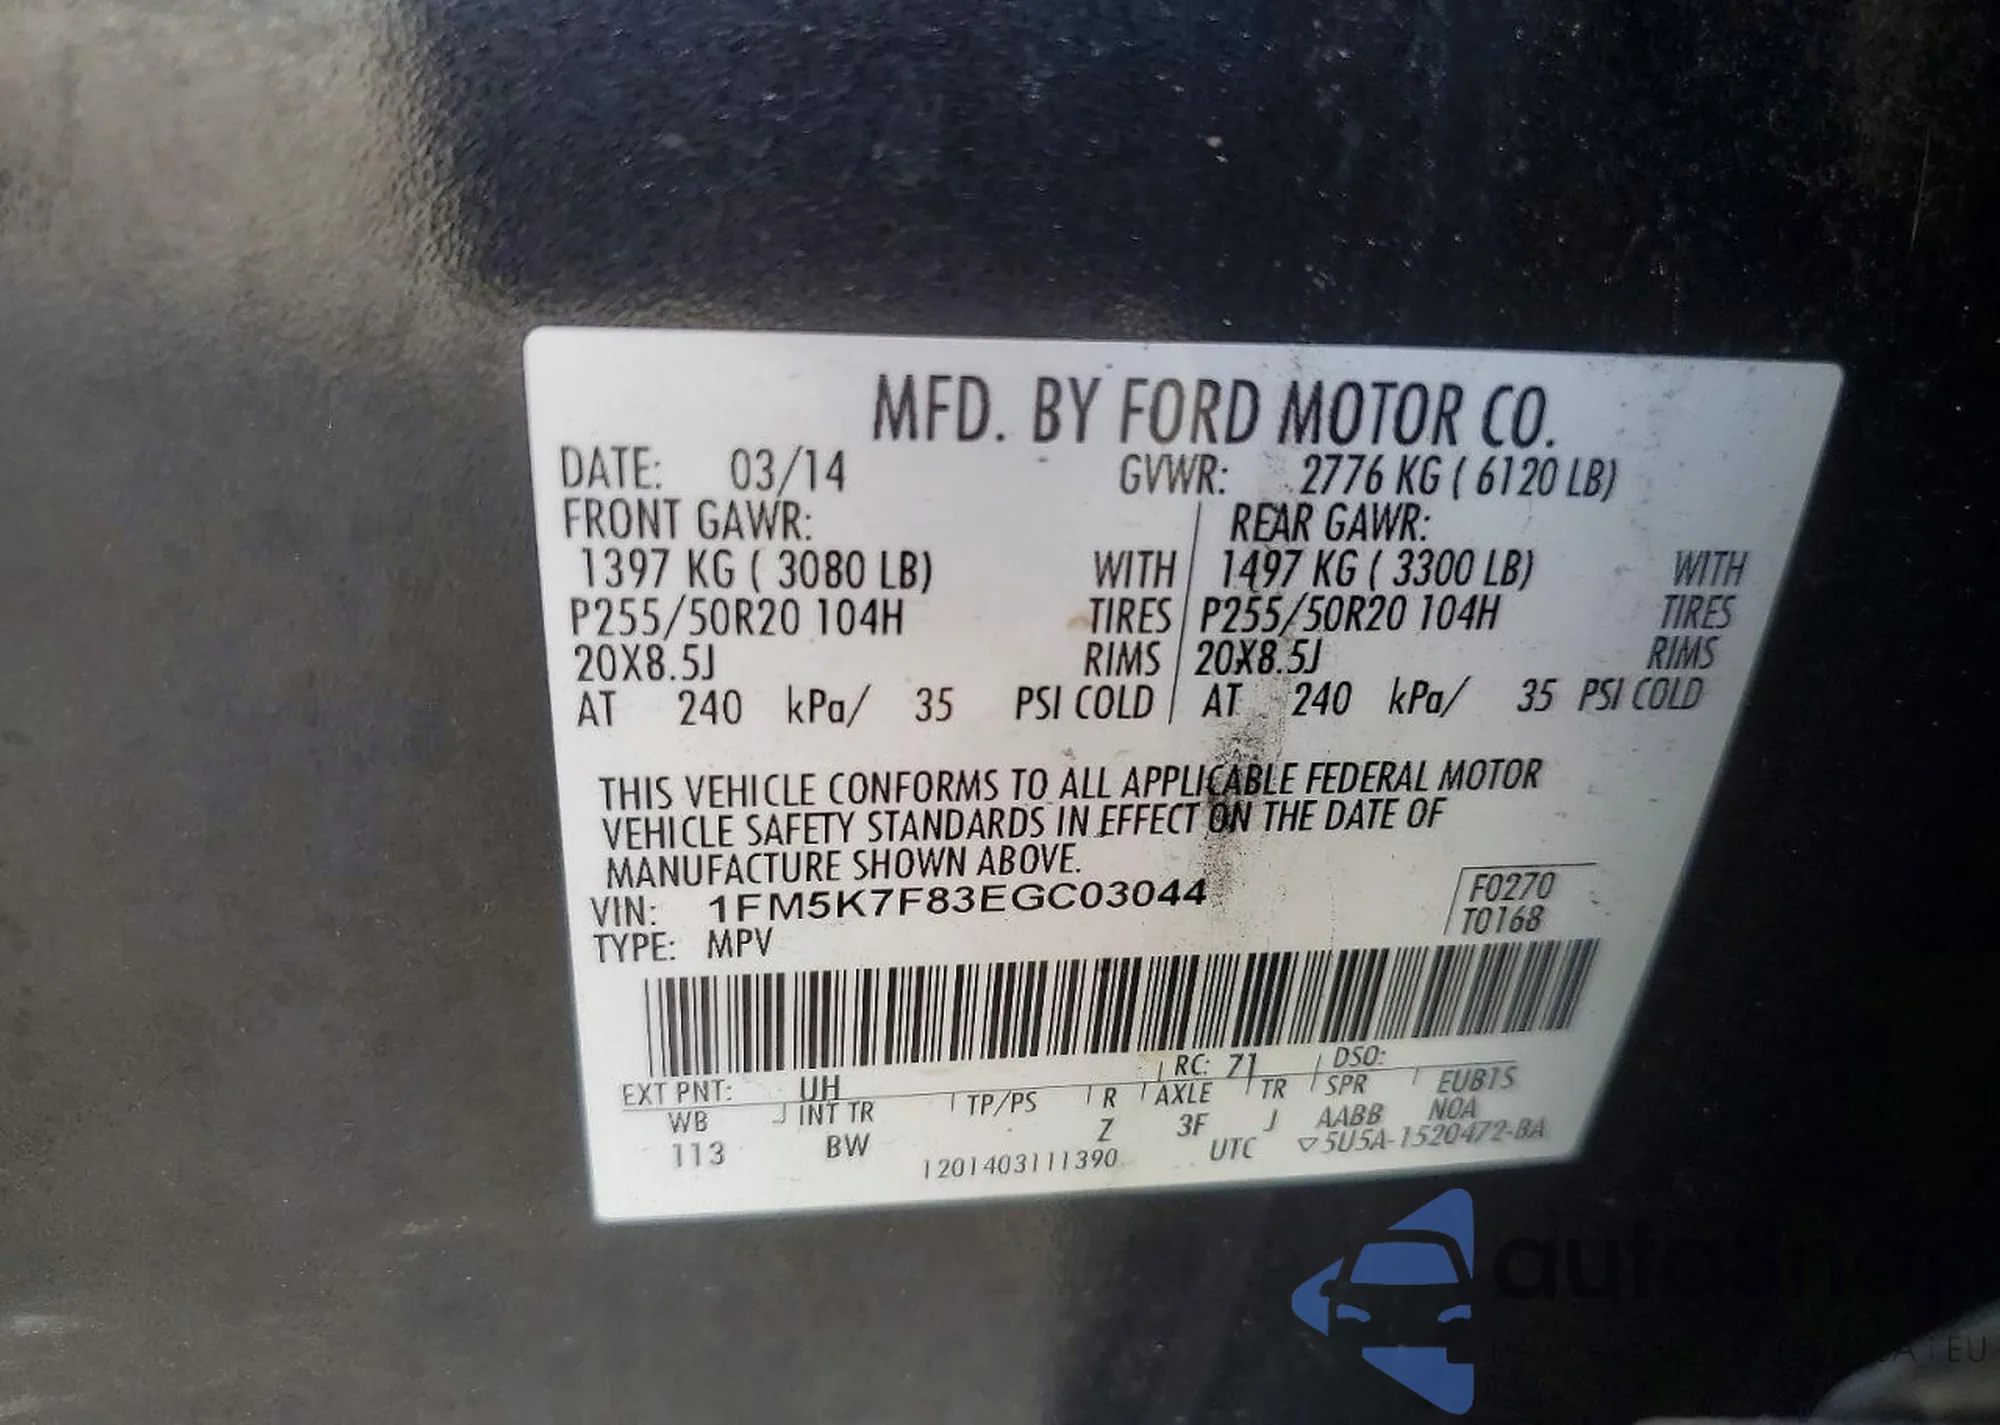 MFD. BY FORD MOTOR CO.
DATE: 03/14 GVWR: 2776 KG ( 6120 LB)
FRONT GAWR: REAR GAWR:
1397 KG ( 3080 LB) WITH 1497 KG ( 3300 LB) WITH
P255/50R20 104H TIRES P255/50R20 104H TIRES
20X8.5J RIMS 20X8.5J RIMS
AT 240 kPa/ 35 PSI COLD AT 240 kPa/ 35 PSI COLD
THIS VEHICLE CONFORMS TO ALL APPLICABLE FEDERAL MOTOR
VEHICLE SAFETY STANDARDS IN EFFECT ON THE DATE OF
MANUFACTURE SHOWN ABOVE.
VIN: 1FM5K7F83EGC03044 F0270
TYPE: MPV T0168
EXT PNT: UH RC: 71 DSO:
WB INT TR TP/PS R AXLE TR SPR EUB1S
113 BW Z 3F J AABB NOA
1201403111390 UTC ▽5U5A-1520472-BA
autosnap
EU